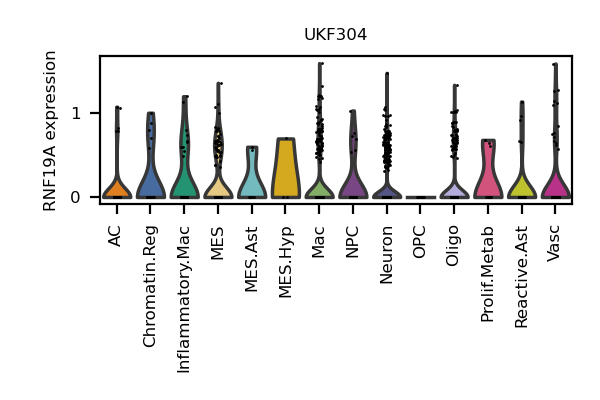 UKF304
RNF19A expression
1
0
AC
Chromatin.Reg
Inflammatory.Mac
MES
MES.Ast
MES.Hyp
Mac
NPC
Neuron
OPC
Oligo
Prolif.Metab
Reactive.Ast
Vasc